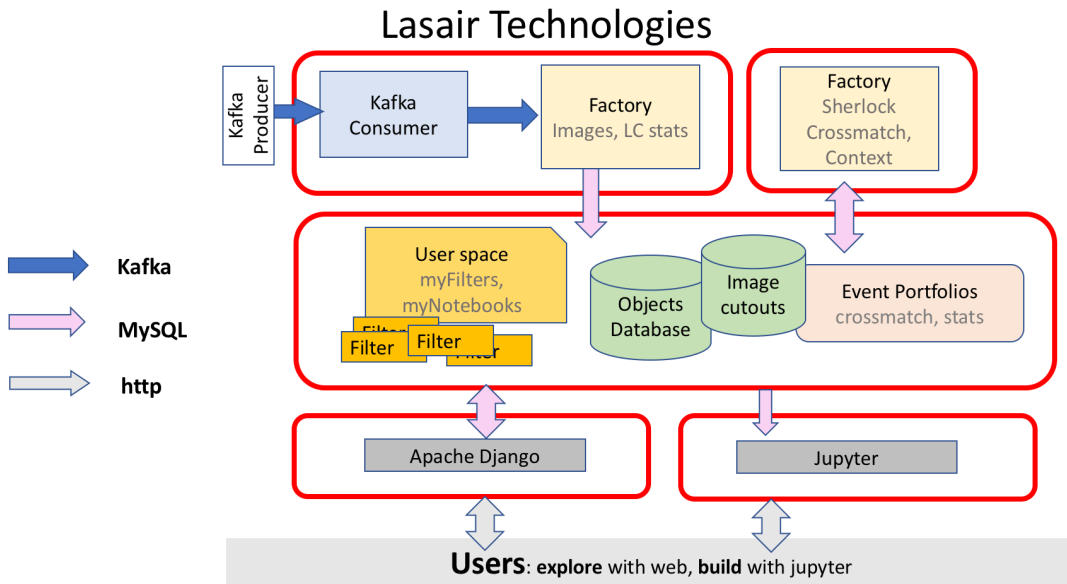 Lasair Technologies
Kafka
Producer
Kafka
Consumer
Factory
Images, LC stats
Factory
Sherlock
Crossmatch,
Context
Kafka
MySQL
http
User space
myFilters,
myNotebooks
Filter
Filter
Filter
Filter
Objects
Database
Image
cutouts
Event Portfolios
crossmatch, stats
Apache Django
Jupyter
Users: explore with web, build with jupyter